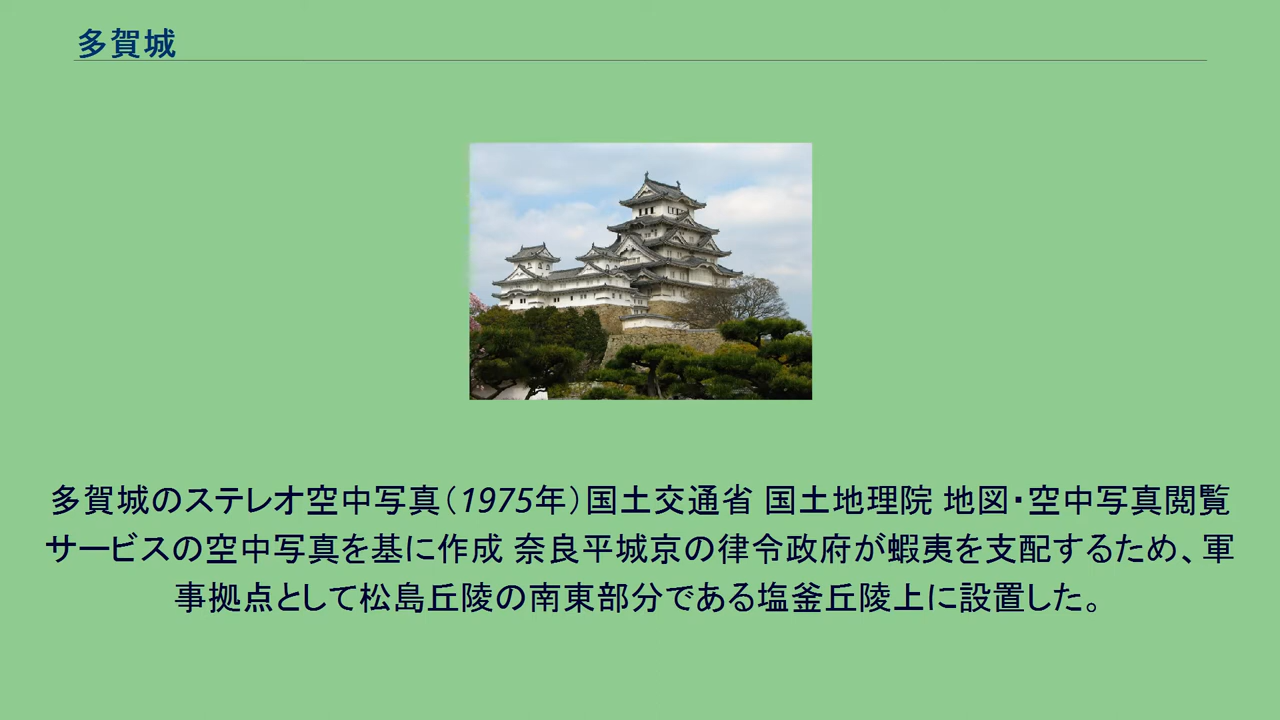 多賀城
多賀城のステレオ空中写真（1975年）国土交通省 国土地理院 地図・空中写真閲覧
サービスの空中写真を基に作成 奈良平城京の律令政府が蝦夷を支配するため、軍
事拠点として松島丘陵の南東部分である塩釜丘陵上に設置した。